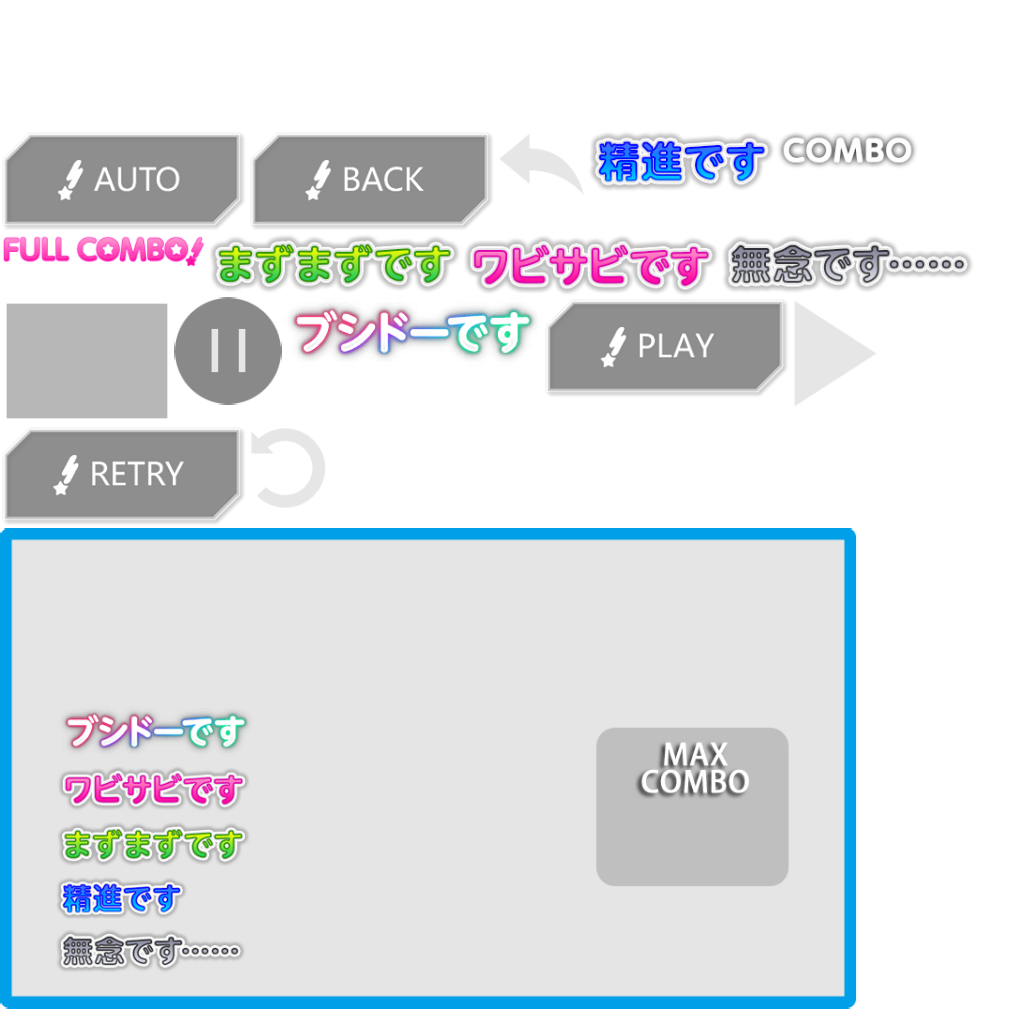 AUTO
BACK
精進です
COMBO
FULL COMBO!
まずまずです
ワビサビです
無念です……
ブシドーです
PLAY
RETRY
ブシドーです
ワビサビです
まずまずです
精進です
無念です……
MAX
COMBO